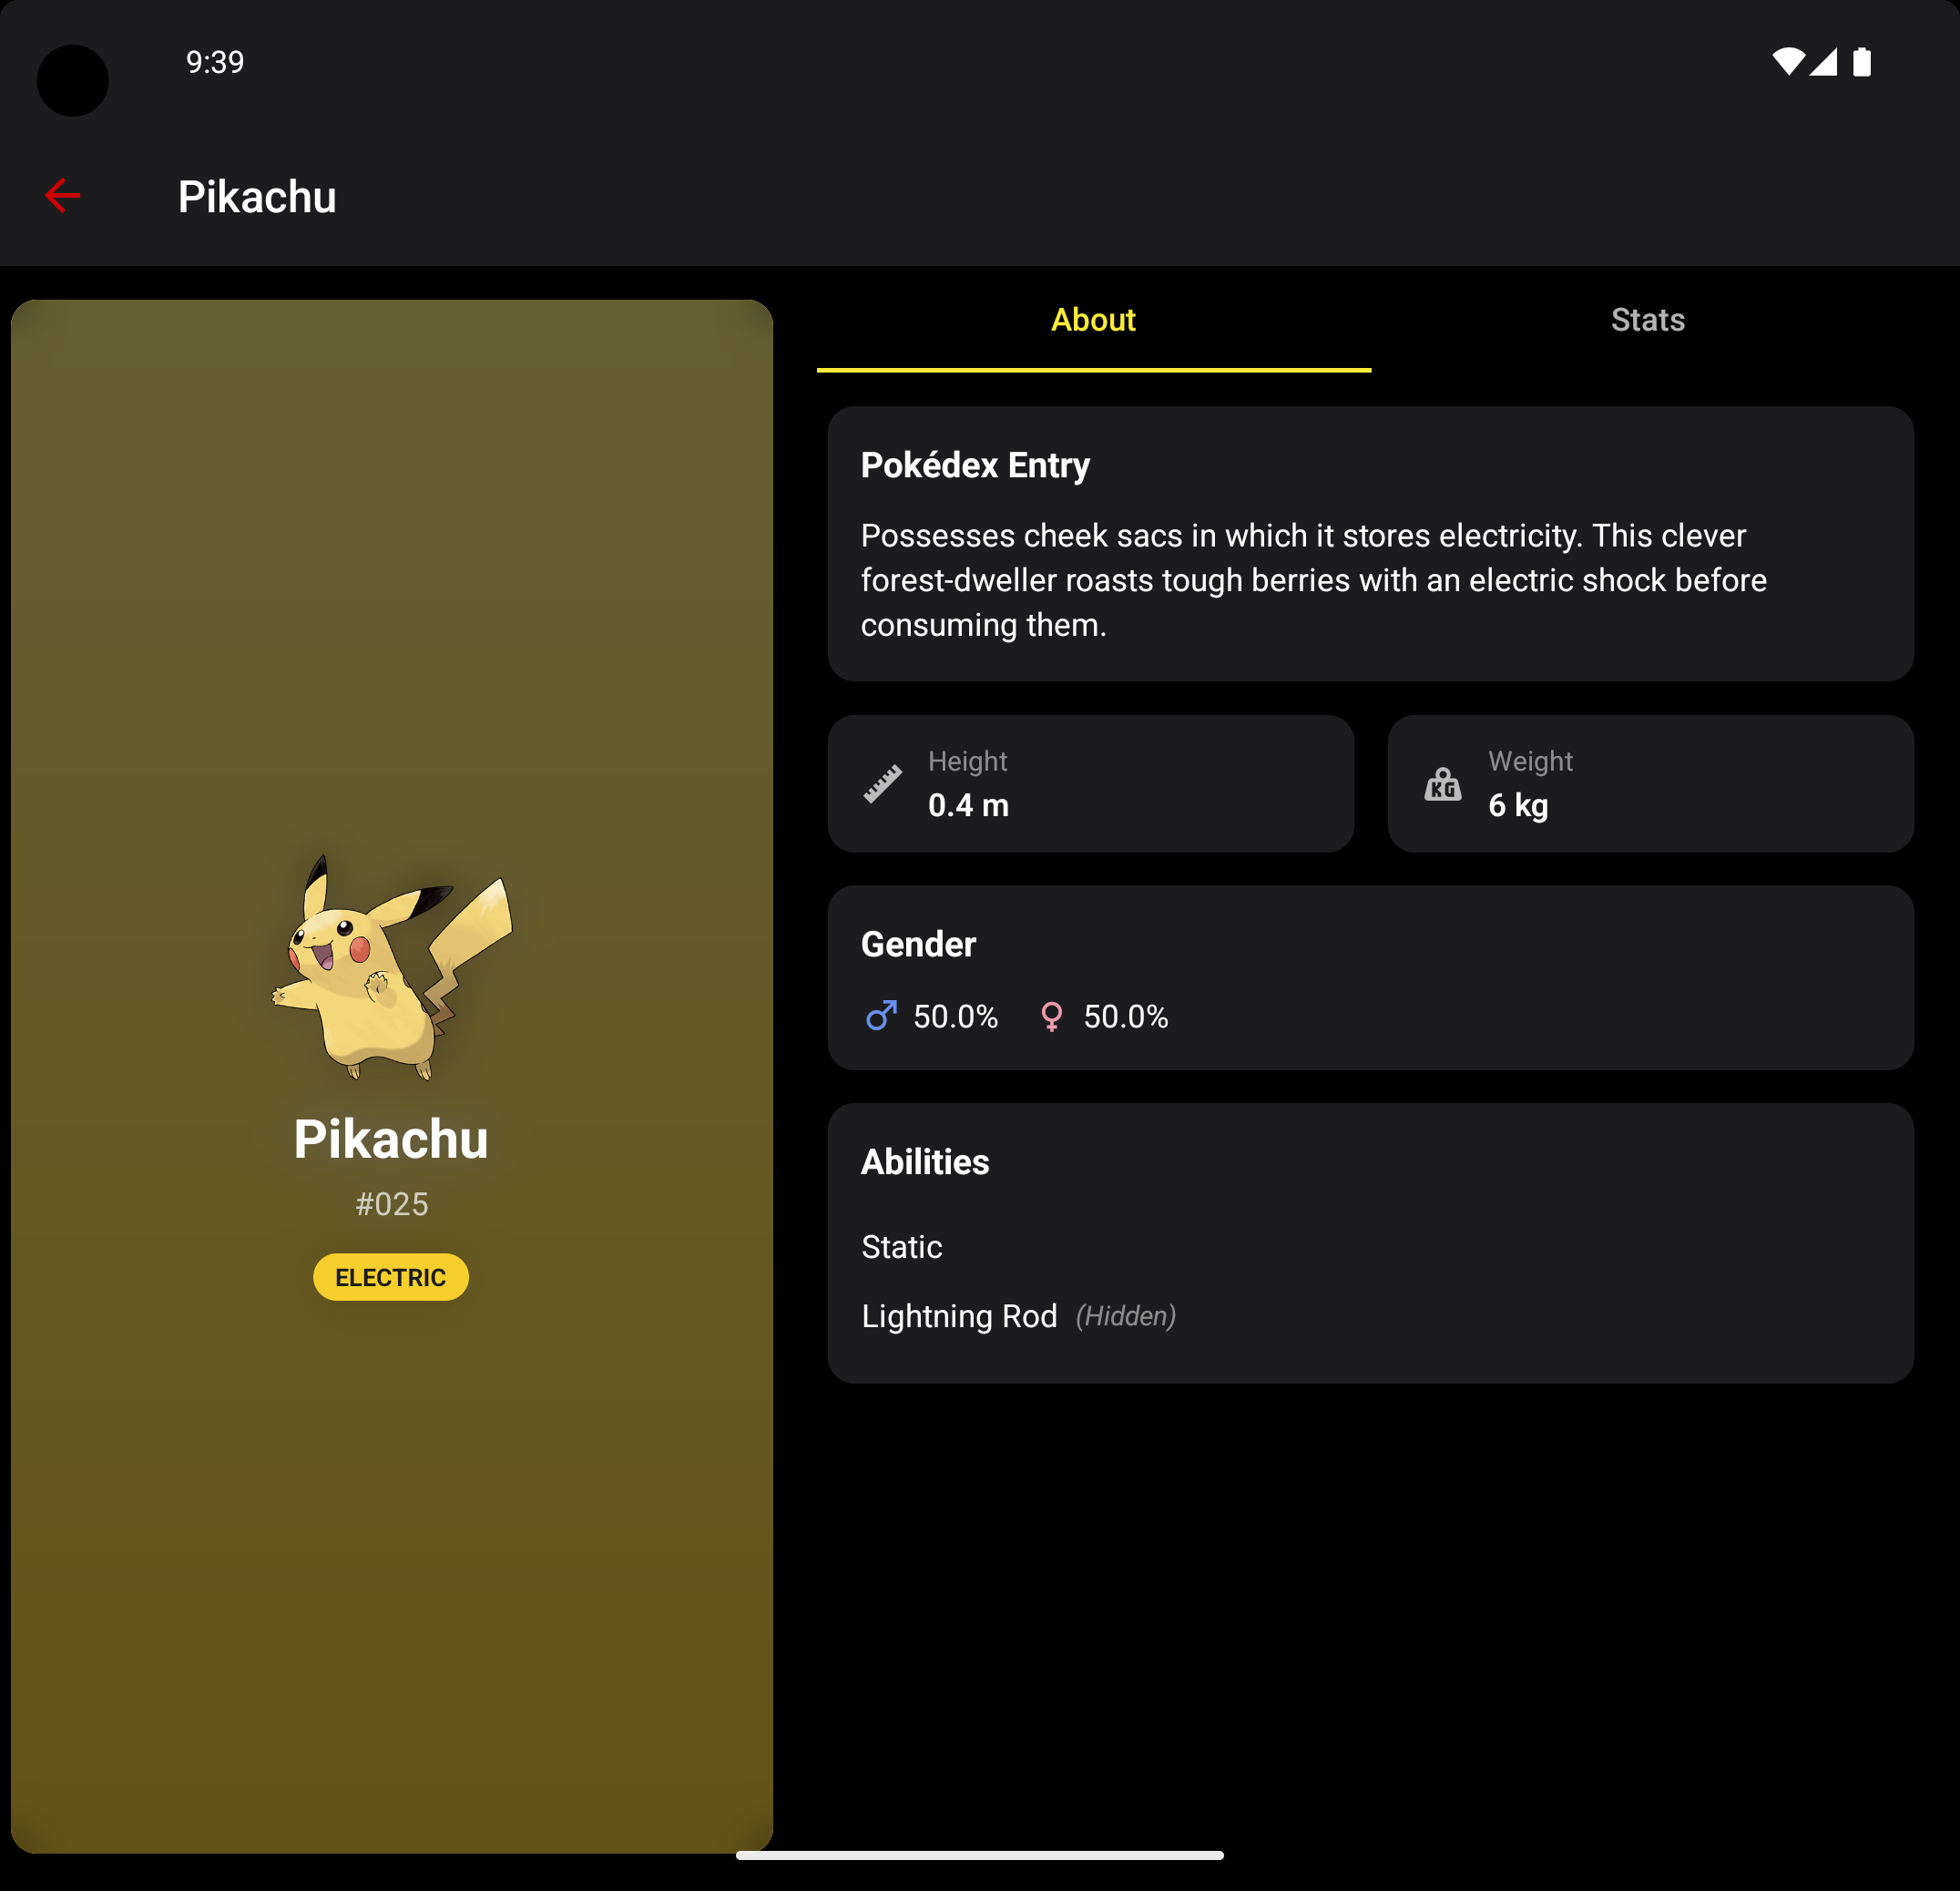 9:39
Pikachu
Pikachu
#025
ELECTRIC
About
Stats
Pokédex Entry
Possesses cheek sacs in which it stores electricity. This clever
forest-dweller roasts tough berries with an electric shock before
consuming them.
Height
0.4 m
KG
Weight
6 kg
Gender
♂ 50.0% ♀ 50.0%
Abilities
Static
Lightning Rod (Hidden)